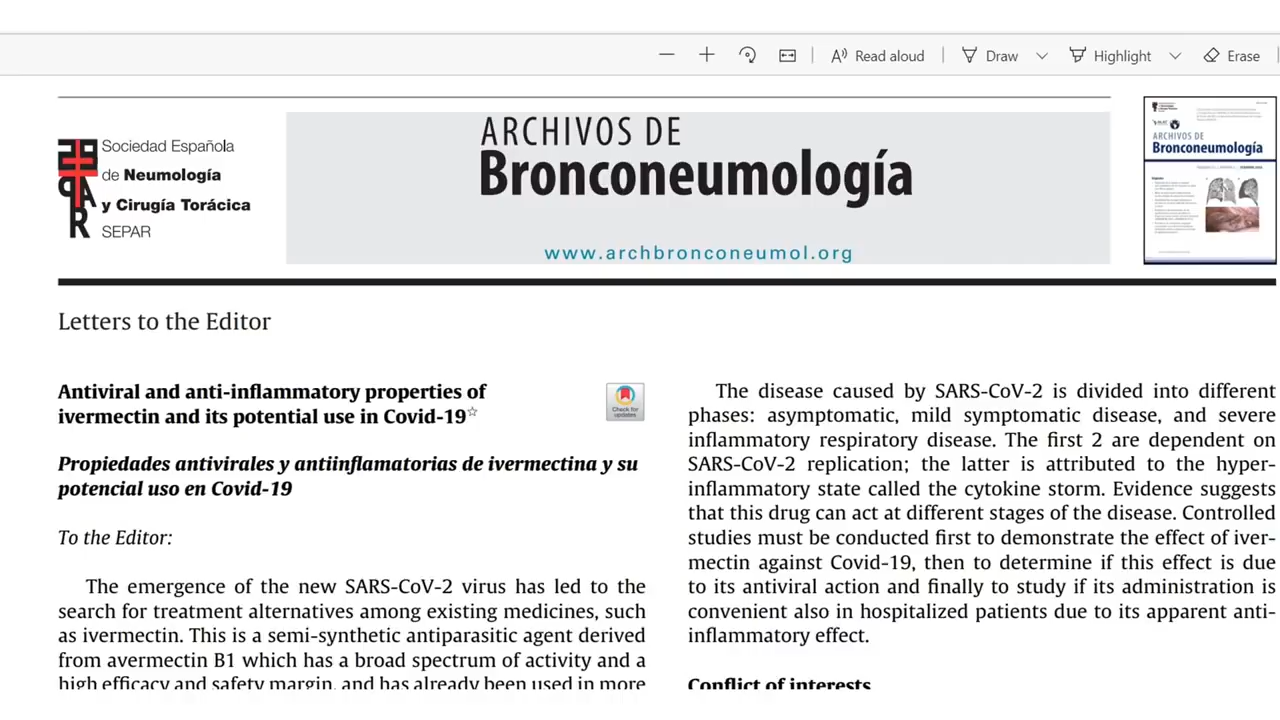 Read aloud
Draw
Highlight
Erase
Sociedad Española
de Neumología
y Cirugía Torácica
SEPAR
ARCHIVOS DE
Bronconeumología
www.archbronconeumol.org
ARCHIVOS DE
Bronconeumología
Letters to the Editor
Antiviral and anti-inflammatory properties of
ivermectin and its potential use in Covid-19☆
Check for
updates
Propiedades antivirales y antiinflamatorias de ivermectina y su
potencial uso en Covid-19
To the Editor:
The emergence of the new SARS-CoV-2 virus has led to the
search for treatment alternatives among existing medicines, such
as ivermectin. This is a semi-synthetic antiparasitic agent derived
from avermectin B1 which has a broad spectrum of activity and a
high efficacy and safety margin, and has already been used in more
The disease caused by SARS-CoV-2 is divided into different
phases: asymptomatic, mild symptomatic disease, and severe
inflammatory respiratory disease. The first 2 are dependent on
SARS-CoV-2 replication; the latter is attributed to the hyper-
inflammatory state called the cytokine storm. Evidence suggests
that this drug can act at different stages of the disease. Controlled
studies must be conducted first to demonstrate the effect of iver-
mectin against Covid-19, then to determine if this effect is due
to its antiviral action and finally to study if its administration is
convenient also in hospitalized patients due to its apparent anti-
inflammatory effect.
Conflict of interests